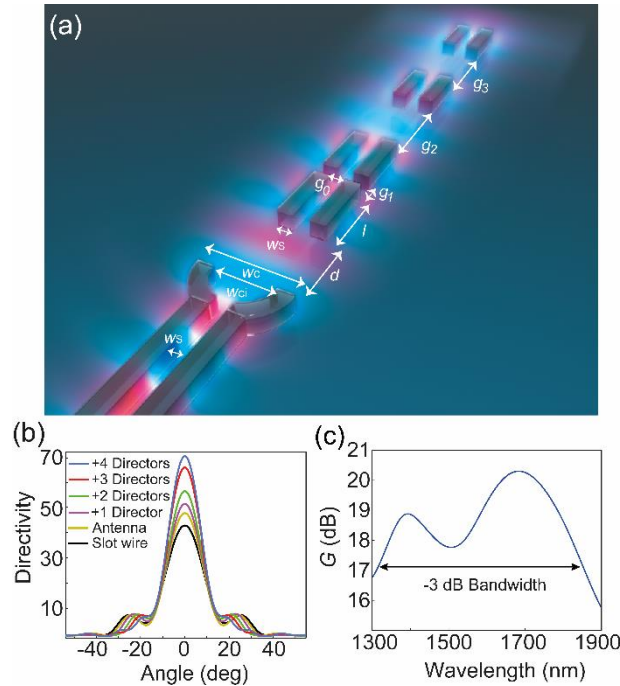 (a)
g3
g2
g0
g1
wS
l
d
wC
wCi
wS
(b)
70
50
30
10
+4 Directors
+3 Directors
+2 Directors
+1 Director
Antenna
Slot wire
Directivity
-40 -20 0 20 40
Angle (deg)
(c)
21
20
19
18
17
16
G (dB)
-3 dB Bandwidth
1300 1500 1700 1900
Wavelength (nm)